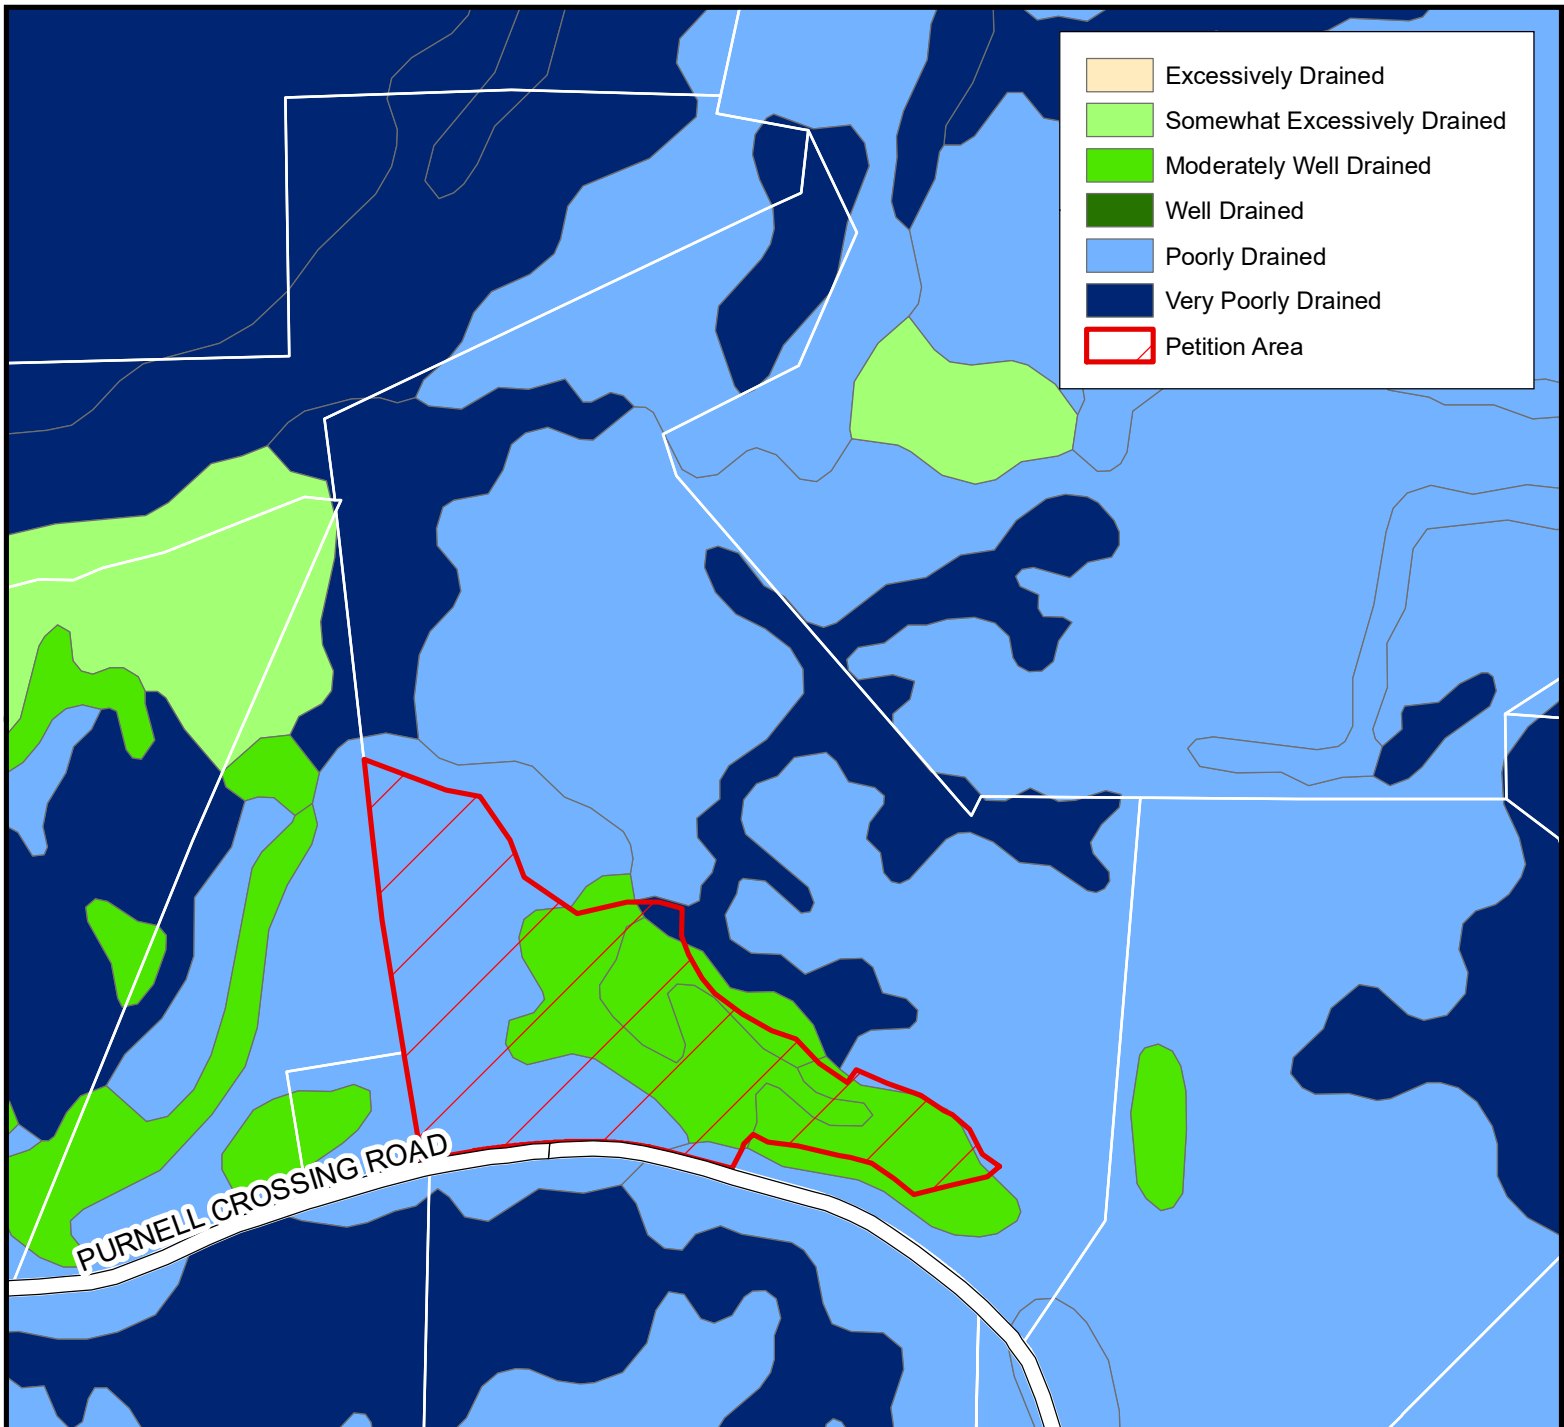 Excessively Drained
Somewhat Excessively Drained
Moderately Well Drained
Well Drained
Poorly Drained
Very Poorly Drained
Petition Area
PURNELL CROSSING ROAD